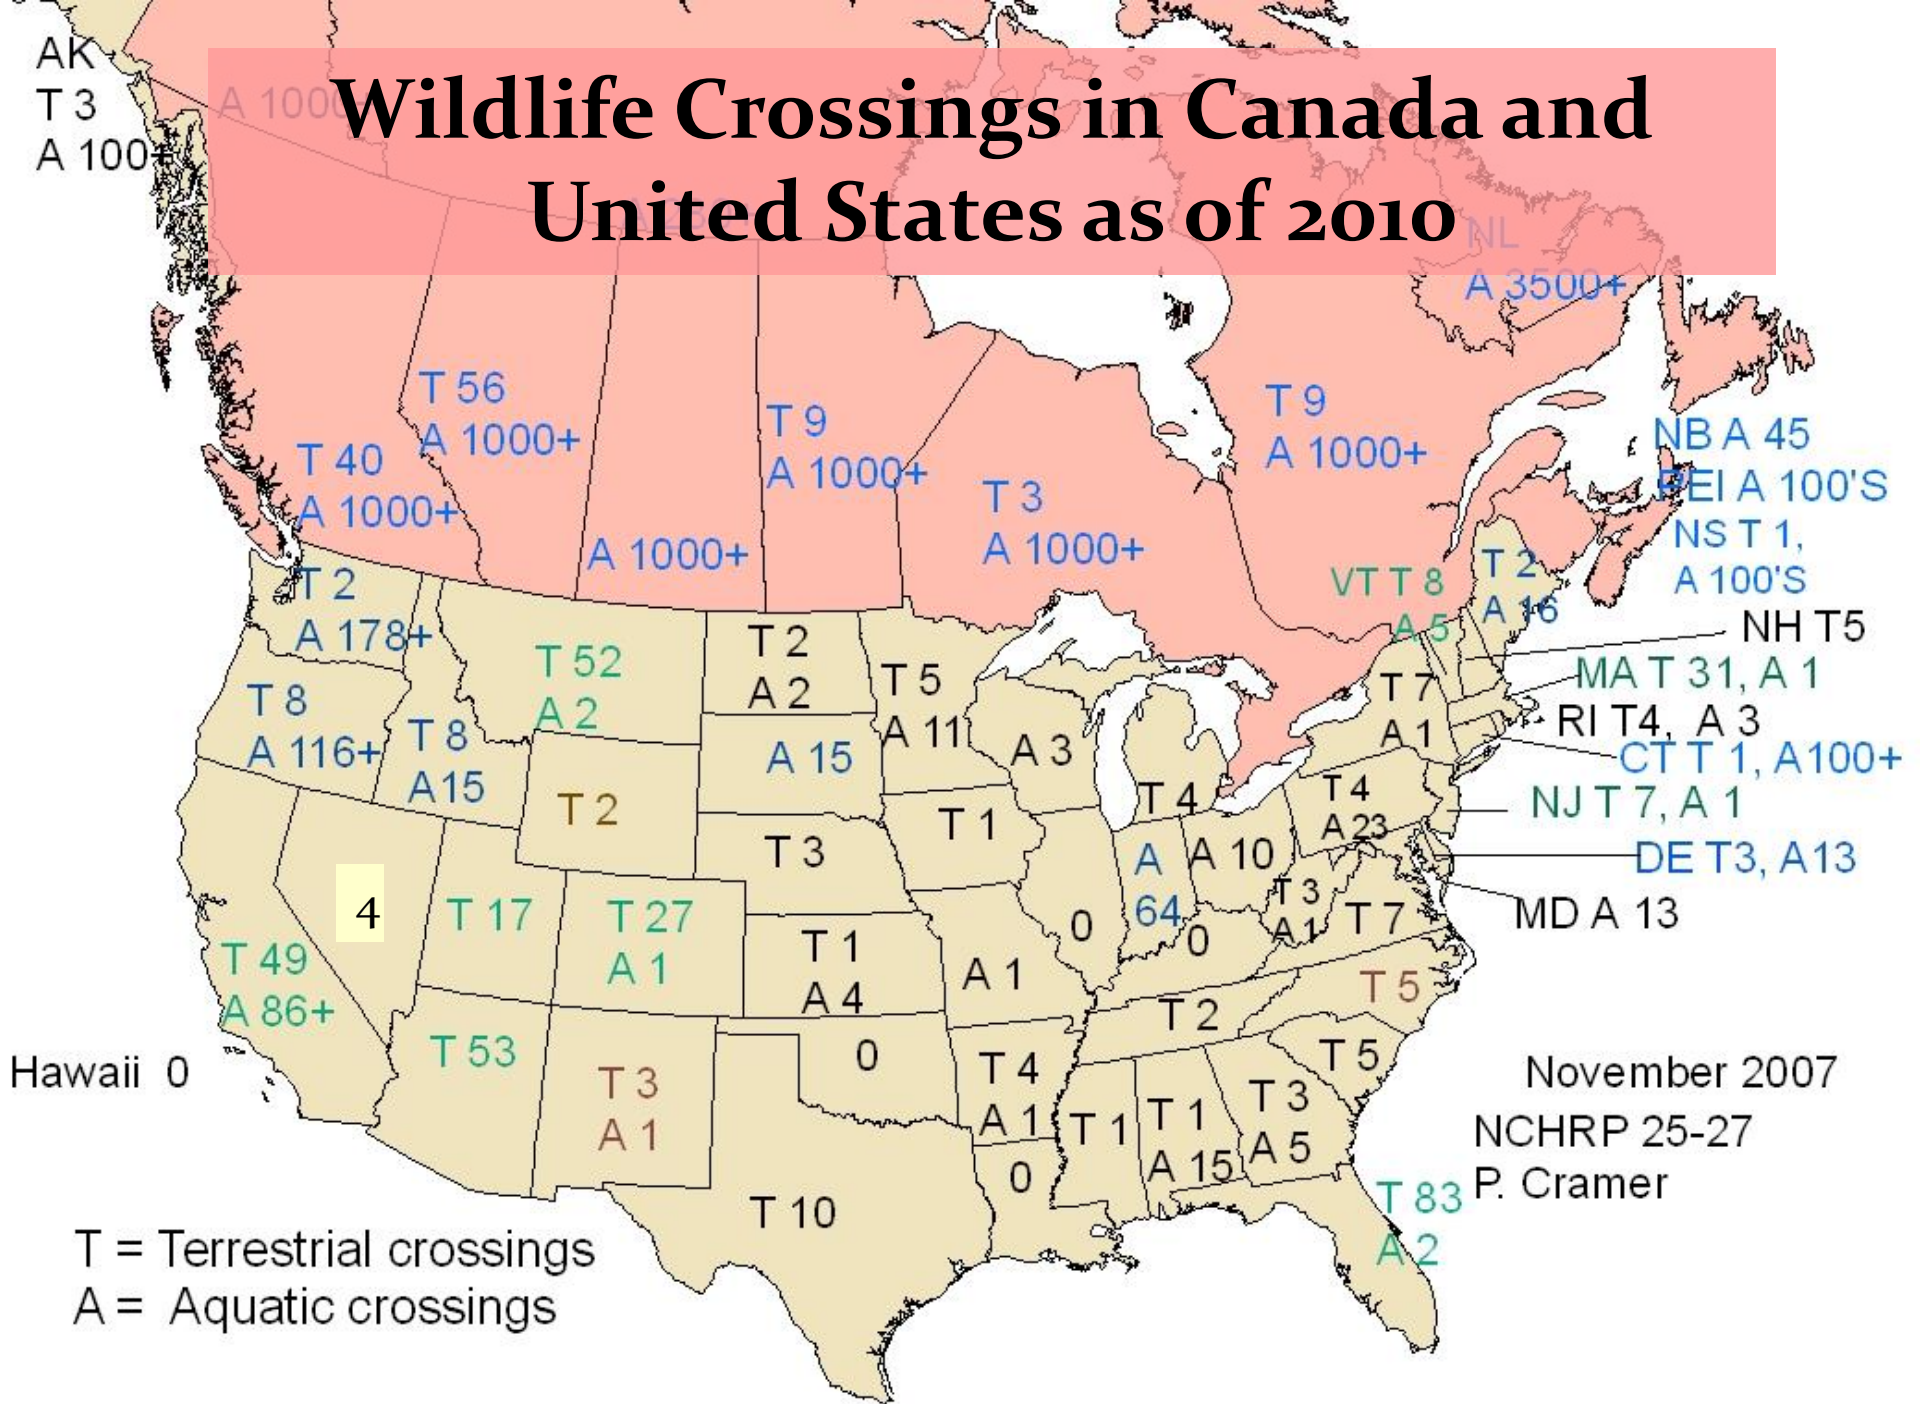 Wildlife Crossings in Canada and
United States as of 2010
AK
T 3
A 100+
A 1000+
NL
A 3500+
T 56
A 1000+
T 40
A 1000+
A 1000+
T 9
A 1000+
T 3
A 1000+
T 9
A 1000+
NB A 45
PEI A 100'S
NS T 1,
A 100'S
VT T 8
A 5
T 2
A 16
NH T5
MA T 31, A 1
RI T4, A 3
CT T 1, A100+
NJ T 7, A 1
DE T3, A13
MD A 13
T 2
A 178+
T 8
A 116+
T 8
A15
T 52
A 2
T 2
A 2
T 5
A 11
A 3
T 4
T 7
A 1
T 4
A 23
T 2
A 15
T 3
T 1
A
64
A 10
T 3
A 1
T 7
4
T 17
T 27
A 1
T 1
A 4
A 1
0
0
T 49
A 86+
T 53
T 3
A 1
0
T 4
A 1
T 2
T 5
T 5
T 1
T 1
A 15
T 3
A 5
0
T 10
T 83
A 2
Hawaii 0
November 2007
NCHRP 25-27
P. Cramer
T = Terrestrial crossings
A = Aquatic crossings